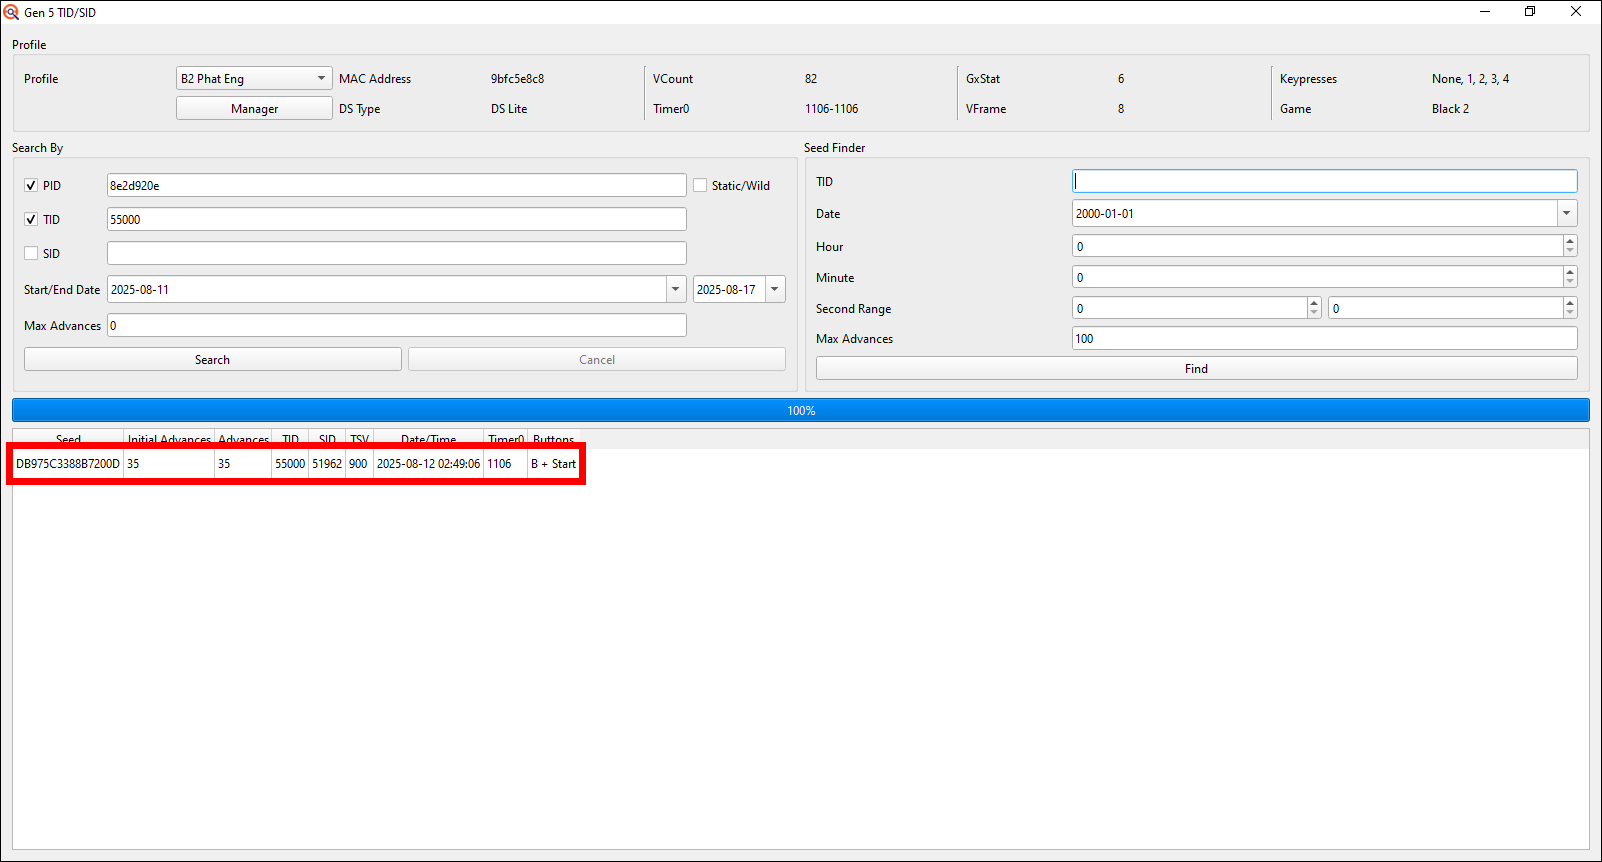 Gen 5 TID/SID
Profile
Profile B2 Phat Eng MAC Address 9bfc5e8c8 VCount 82 GxStat 6 Keypresses None, 1, 2, 3, 4
Manager DS Type DS Lite Timer0 1106-1106 VFrame 8 Game Black 2
Search By
PID 8e2d920e Static/Wild
TID 55000
SID
Start/End Date 2025-08-11 2025-08-17
Max Advances 0
Search Cancel
Seed Finder
TID
Date 2000-01-01
Hour 0
Minute 0
Second Range 0 0
Max Advances 100
Find
100%
Seed Initial Advances Advances TID SID TSV Date/Time Timer0 Buttons
DB975C3388B7200D 35 35 55000 51962 900 2025-08-12 02:49:06 1106 B + Start